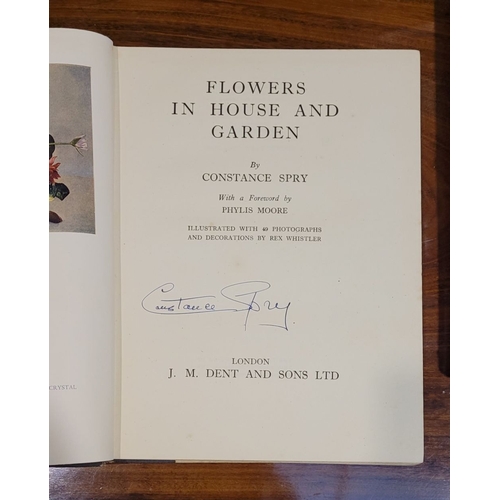 FLOWERS
IN HOUSE AND
GARDEN
By
CONSTANCE SPRY
With a Foreword by
PHYLIS MOORE
ILLUSTRATED WITH 40 PHOTOGRAPHS
AND DECORATIONS BY REX WHISTLER
Constance Spry
LONDON
J. M. DENT AND SONS LTD
CRYSTAL